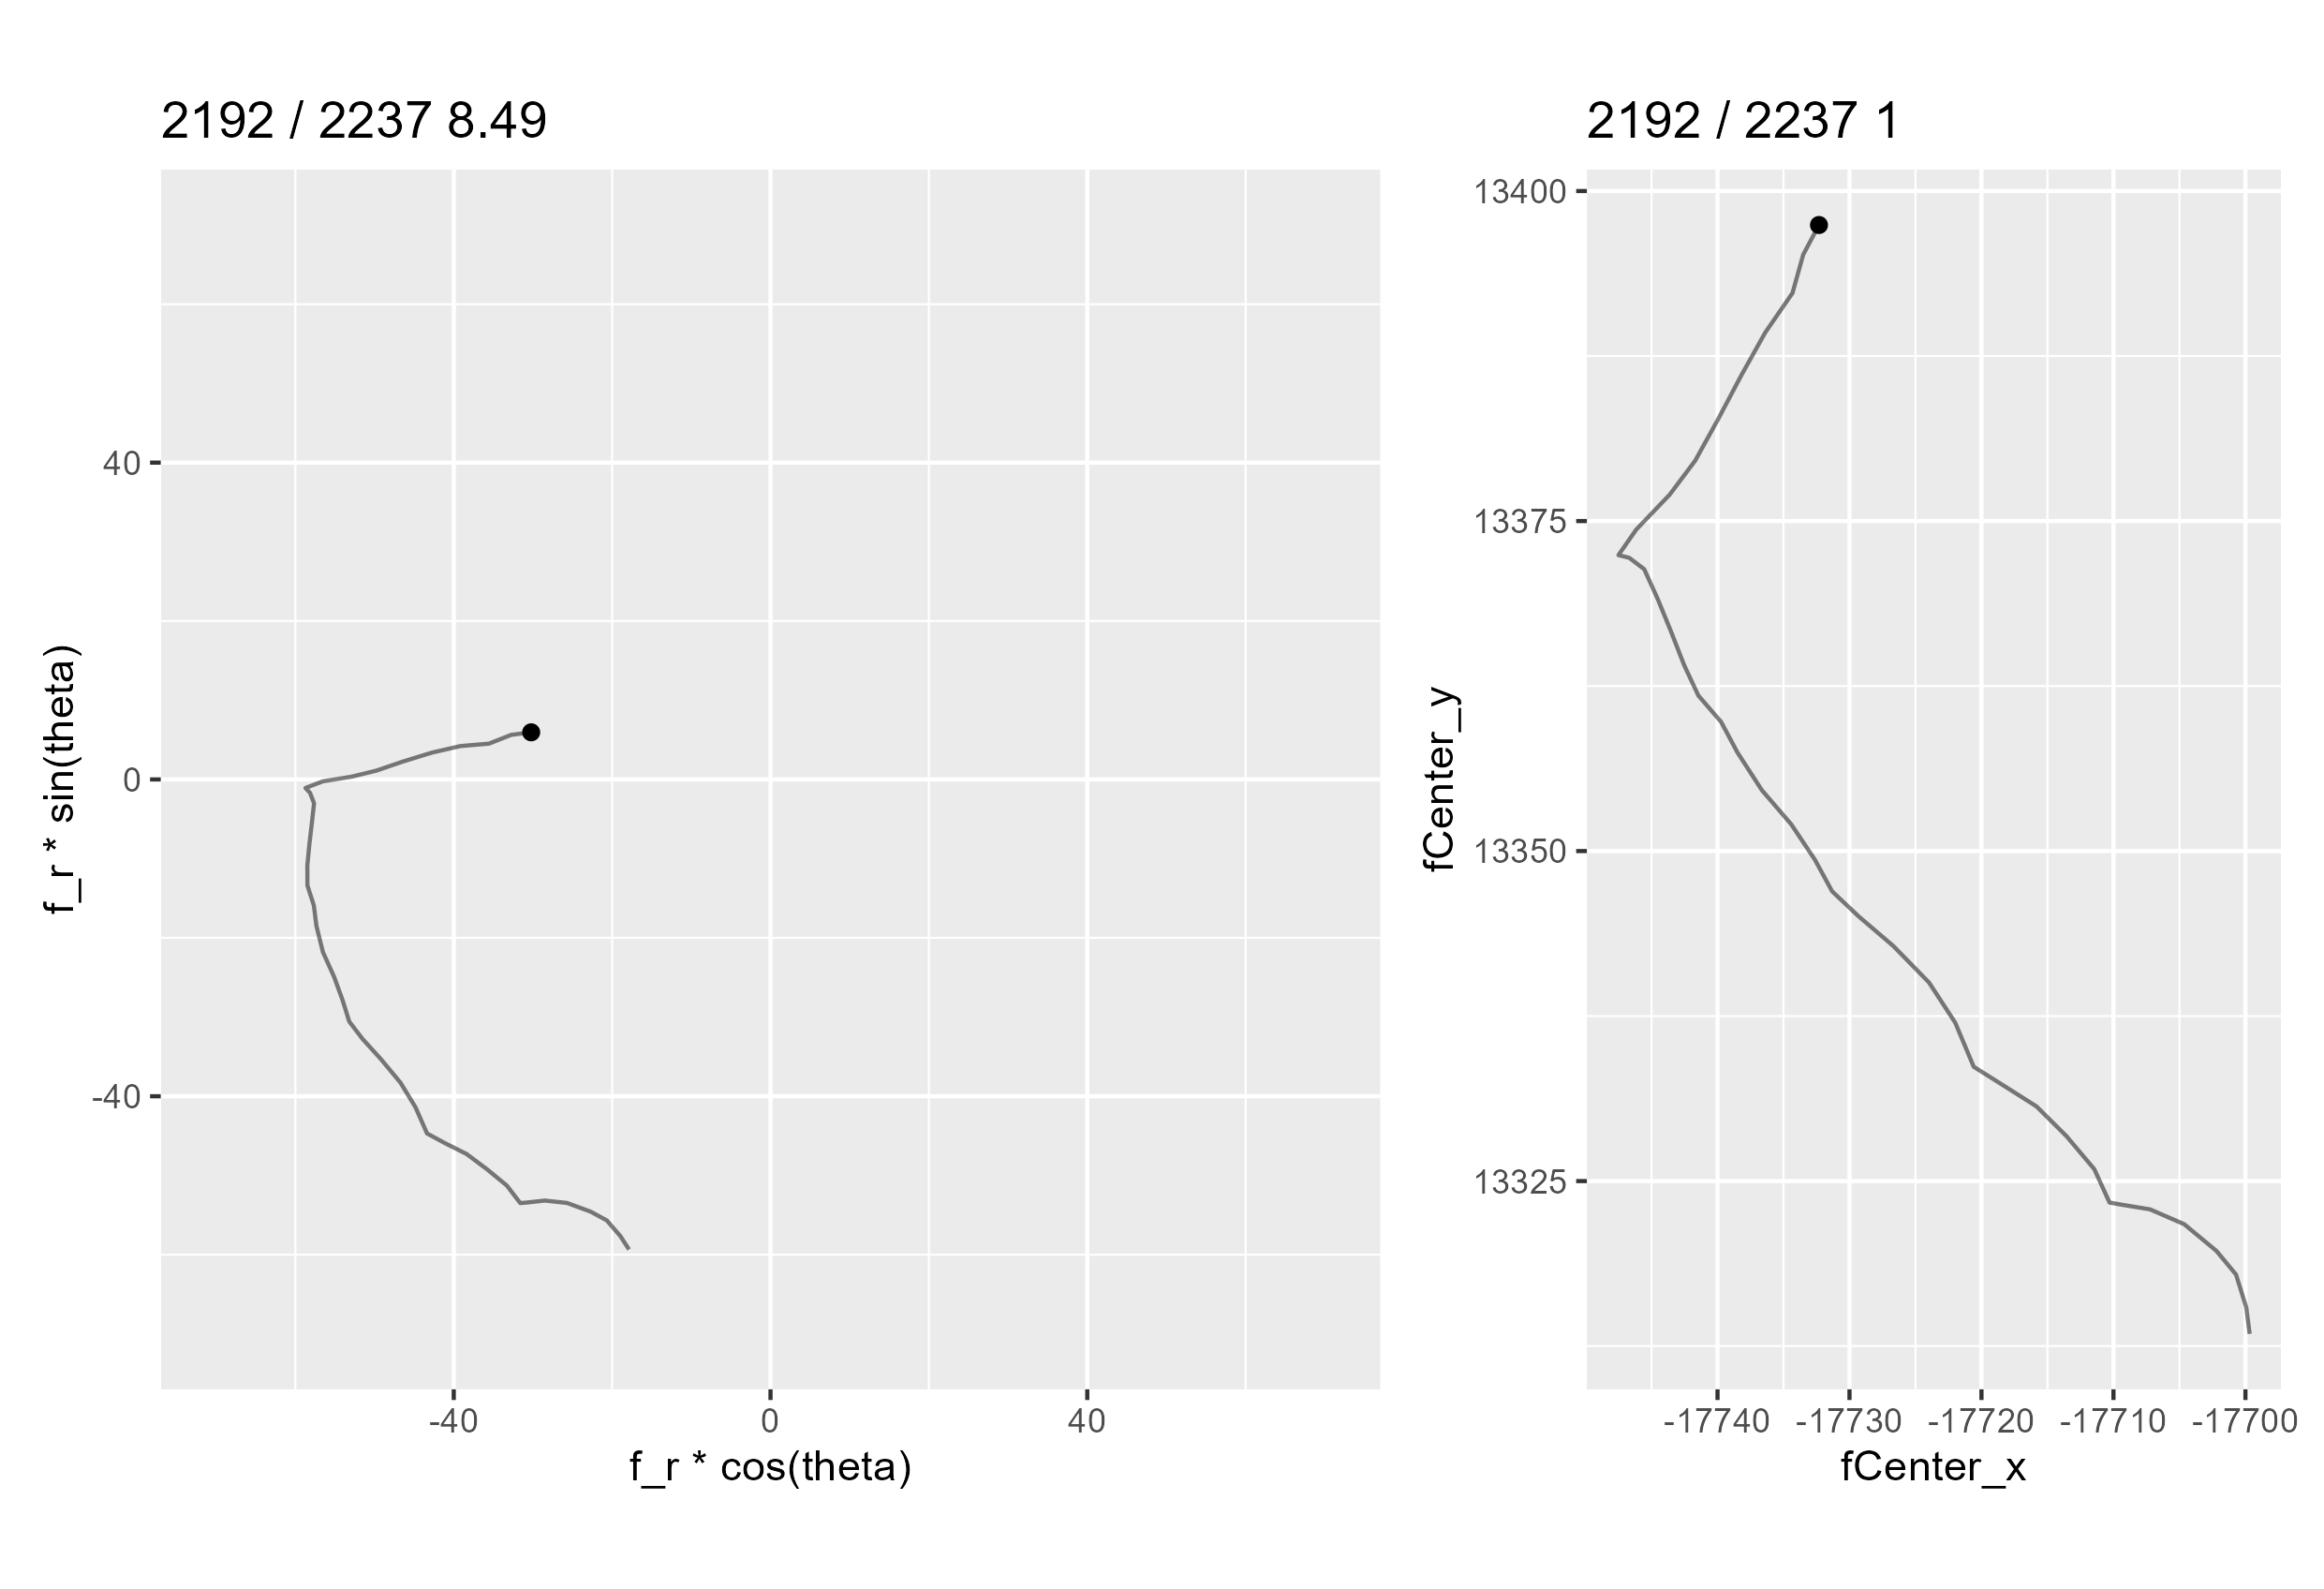 2192 / 2237 8.49
40
0
-40
f_r * sin(theta)
-40 0 40
f_r * cos(theta)
2192 / 2237 1
13400
13375
13350
13325
fCenter_y
-17740 -17730 -17720 -17710 -17700
fCenter_x